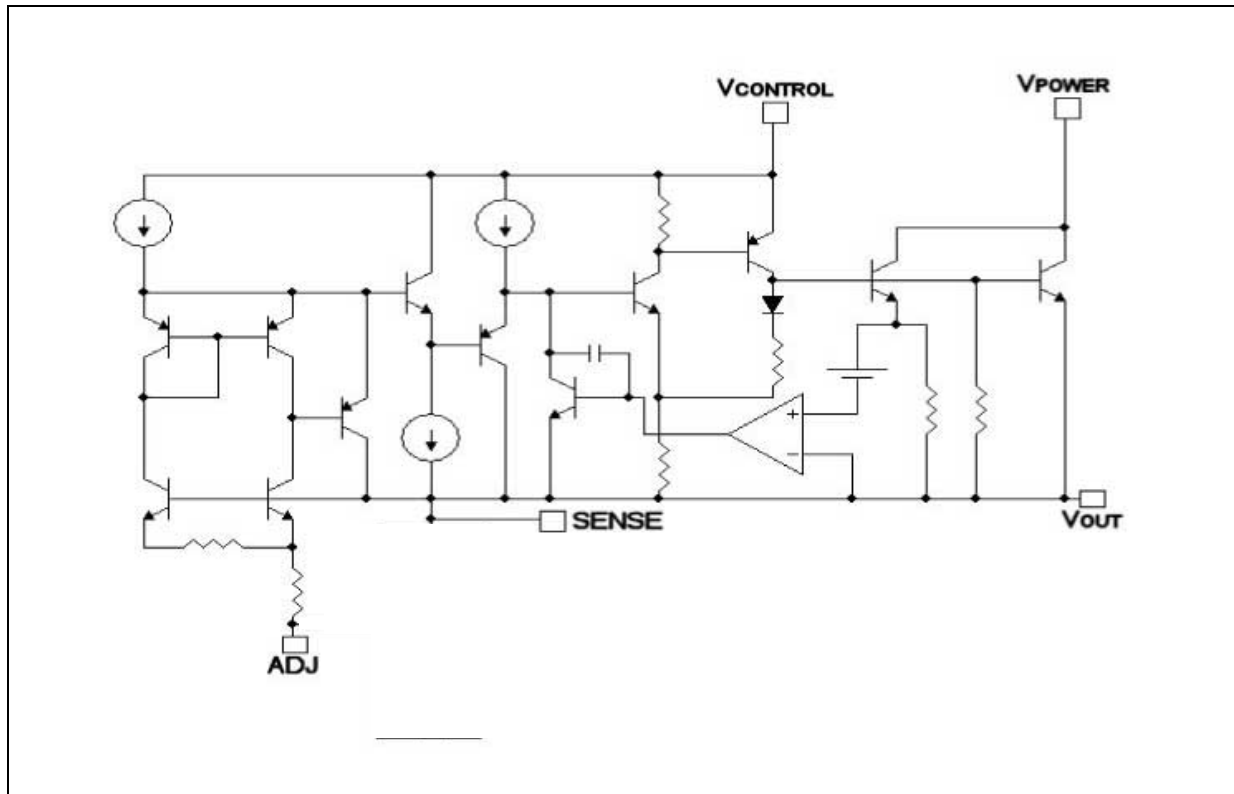 VCONTROL
VPOWER
+
−
SENSE
VOUT
ADJ